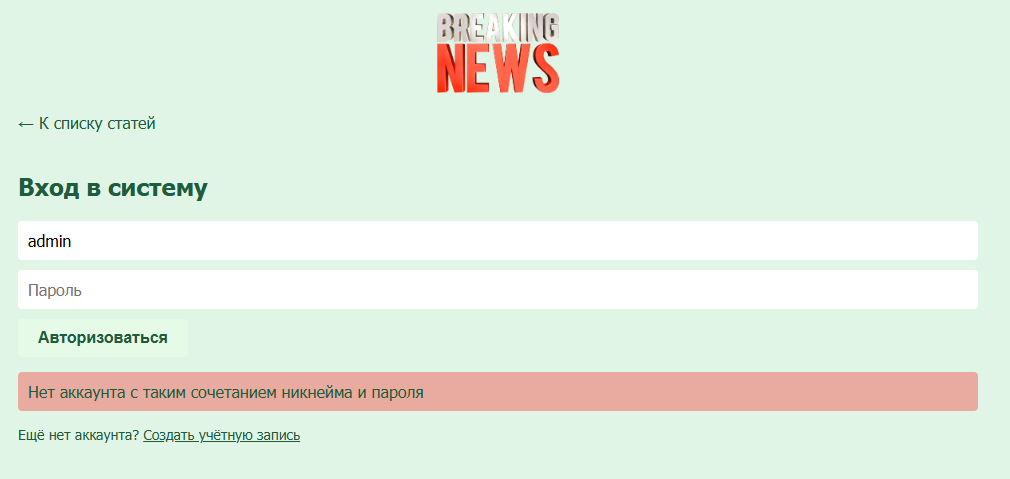 BREAKING
NEWS
← К списку статей
Вход в систему
admin
Пароль
Авторизоваться
Нет аккаунта с таким сочетанием никнейма и пароля
Ещё нет аккаунта? Создать учётную запись